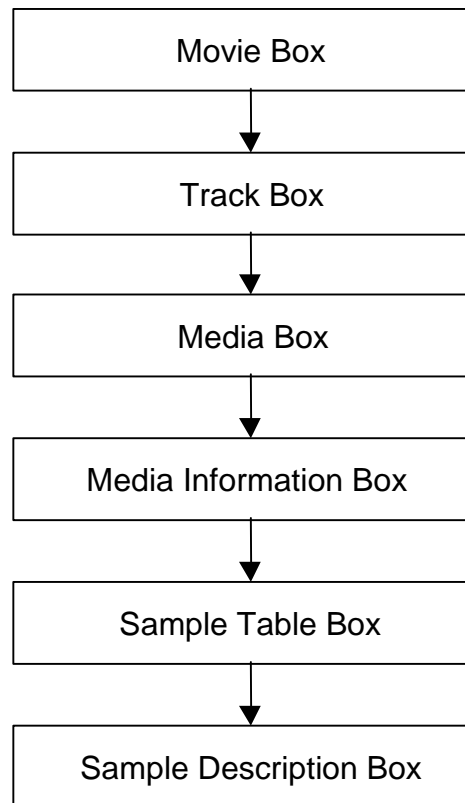 Movie Box
Track Box
Media Box
Media Information Box
Sample Table Box
Sample Description Box